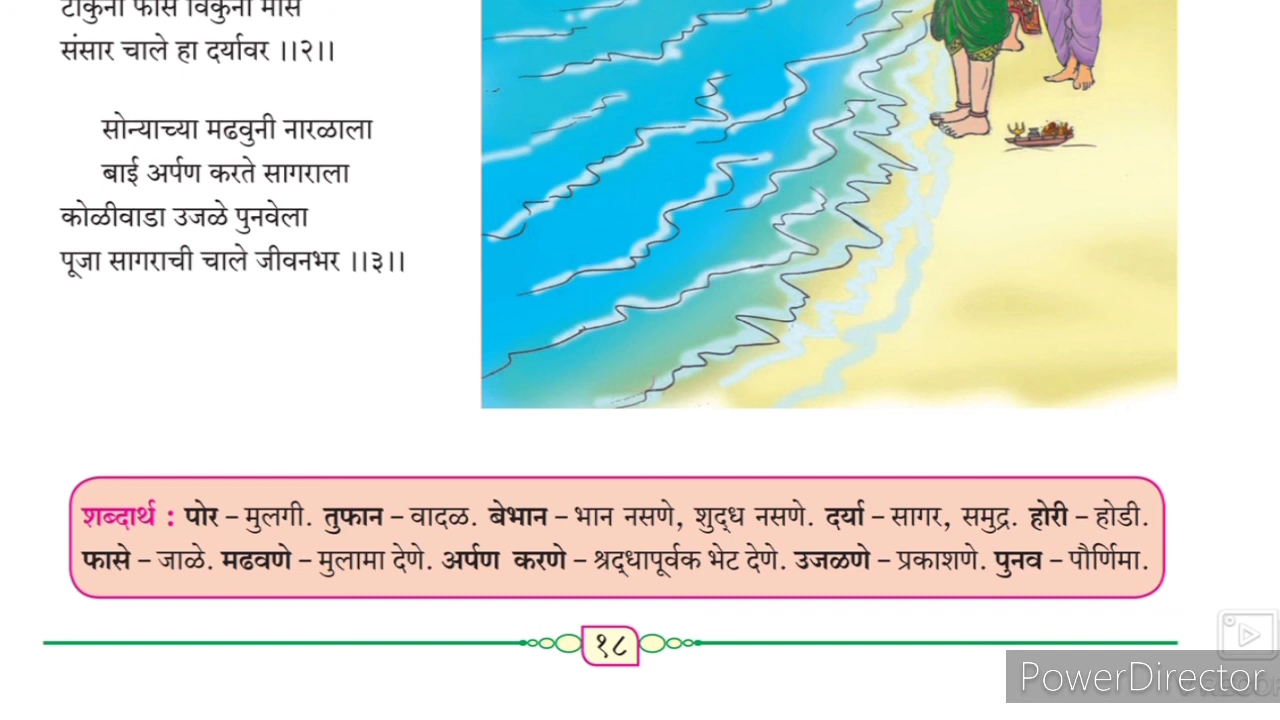 टाकुनी फासे विकुनी मासे
संसार चाले हा दर्यावर ।।२।।
सोन्याच्या मढवुनी नारळाला
बाई अर्पण करते सागराला
कोळीवाडा उजळे पुनवेला
पूजा सागराची चाले जीवनभर ।।३।।
शब्दार्थ : पोर – मुलगी. तुफान – वादळ. बेभान – भान नसणे, शुद्ध नसणे. दर्या – सागर, समुद्र. होरी – होडी.
फासे – जाळे. मढवणे – मुलामा देणे. अर्पण करणे – श्रद्धापूर्वक भेट देणे. उजळणे – प्रकाशणे. पुनव – पौर्णिमा.
१८
PowerDirector